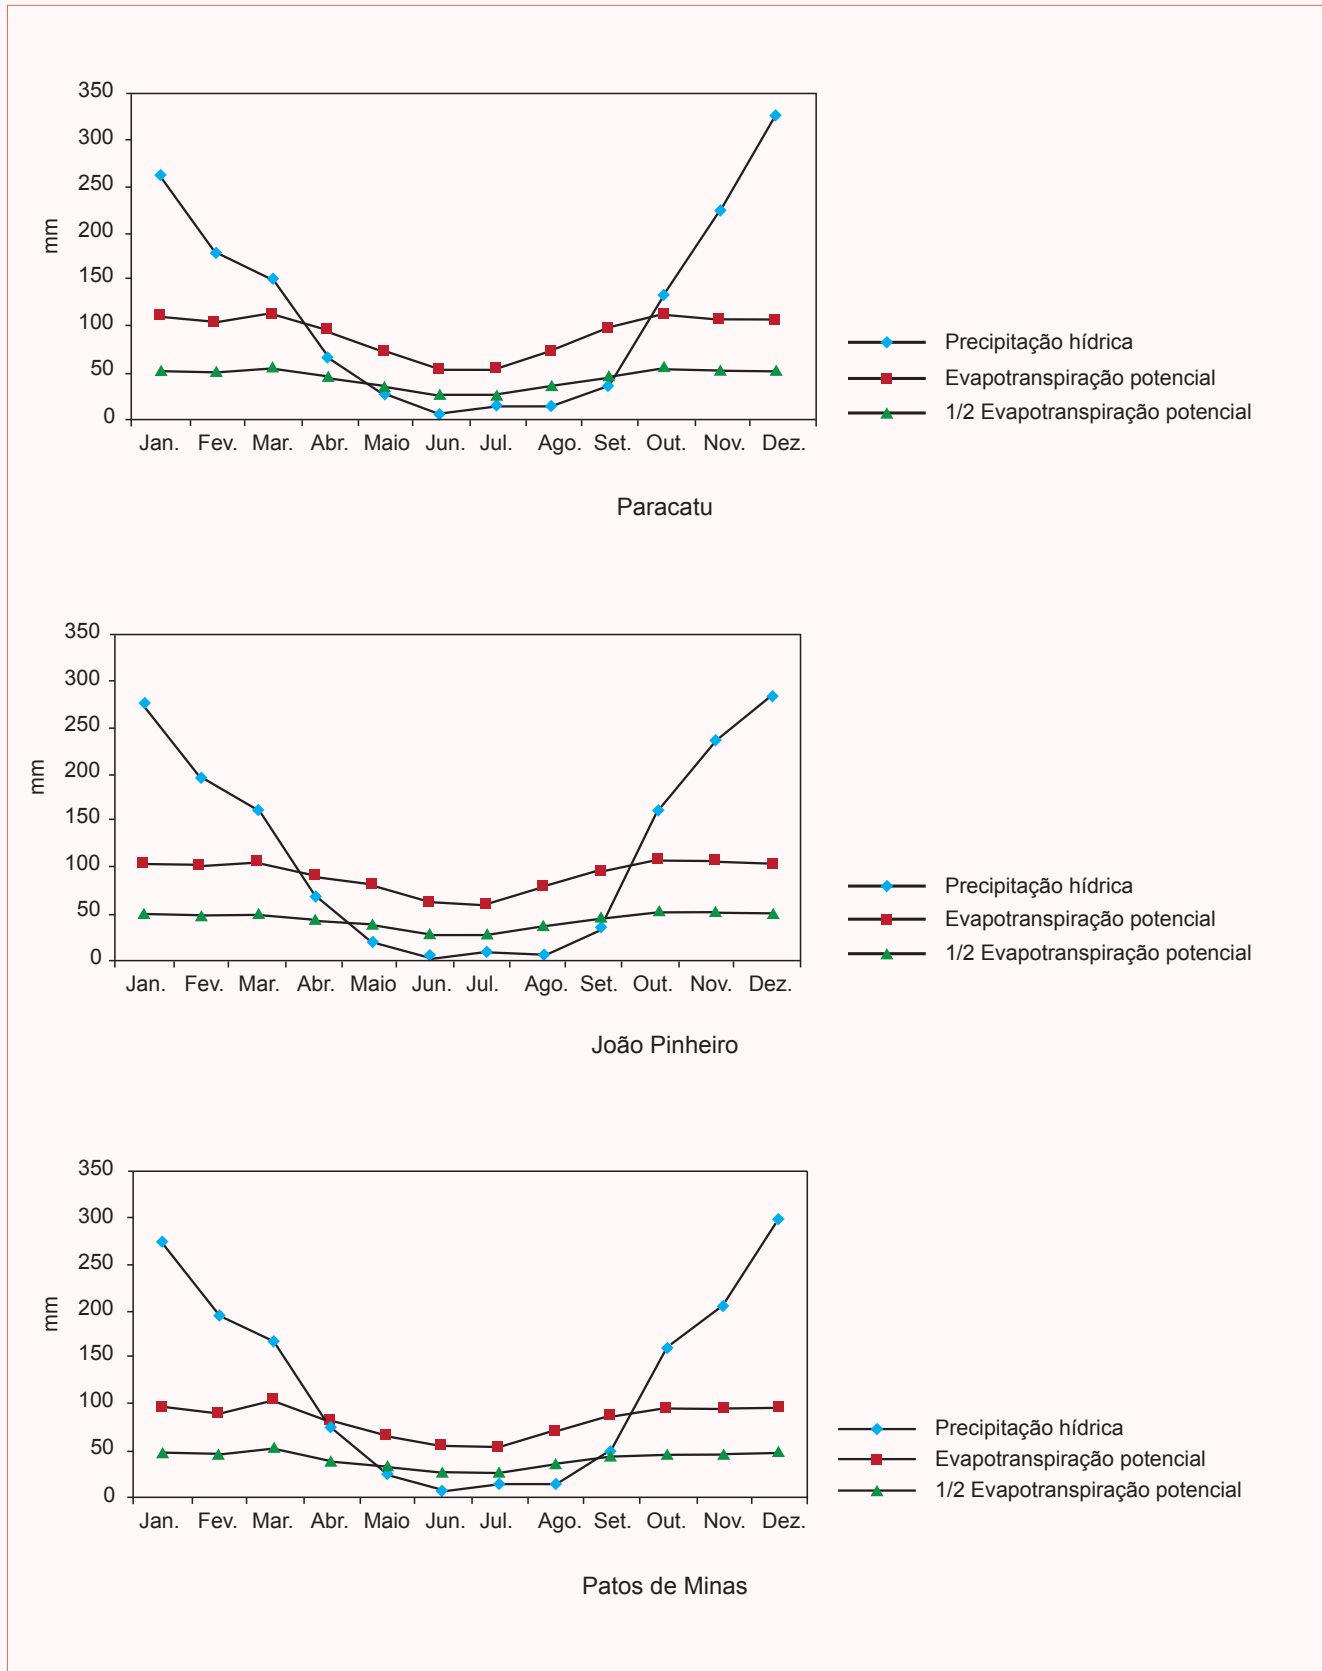 350
300
250
200
150
100
50
0
mm
Jan. Fev. Mar. Abr. Maio Jun. Jul. Ago. Set. Out. Nov. Dez.
Precipitação hídrica
Evapotranspiração potencial
1/2 Evapotranspiração potencial
Paracatu
350
300
250
200
150
100
50
0
mm
Jan. Fev. Mar. Abr. Maio Jun. Jul. Ago. Set. Out. Nov. Dez.
Precipitação hídrica
Evapotranspiração potencial
1/2 Evapotranspiração potencial
João Pinheiro
350
300
250
200
150
100
50
0
mm
Jan. Fev. Mar. Abr. Maio Jun. Jul. Ago. Set. Out. Nov. Dez.
Precipitação hídrica
Evapotranspiração potencial
1/2 Evapotranspiração potencial
Patos de Minas